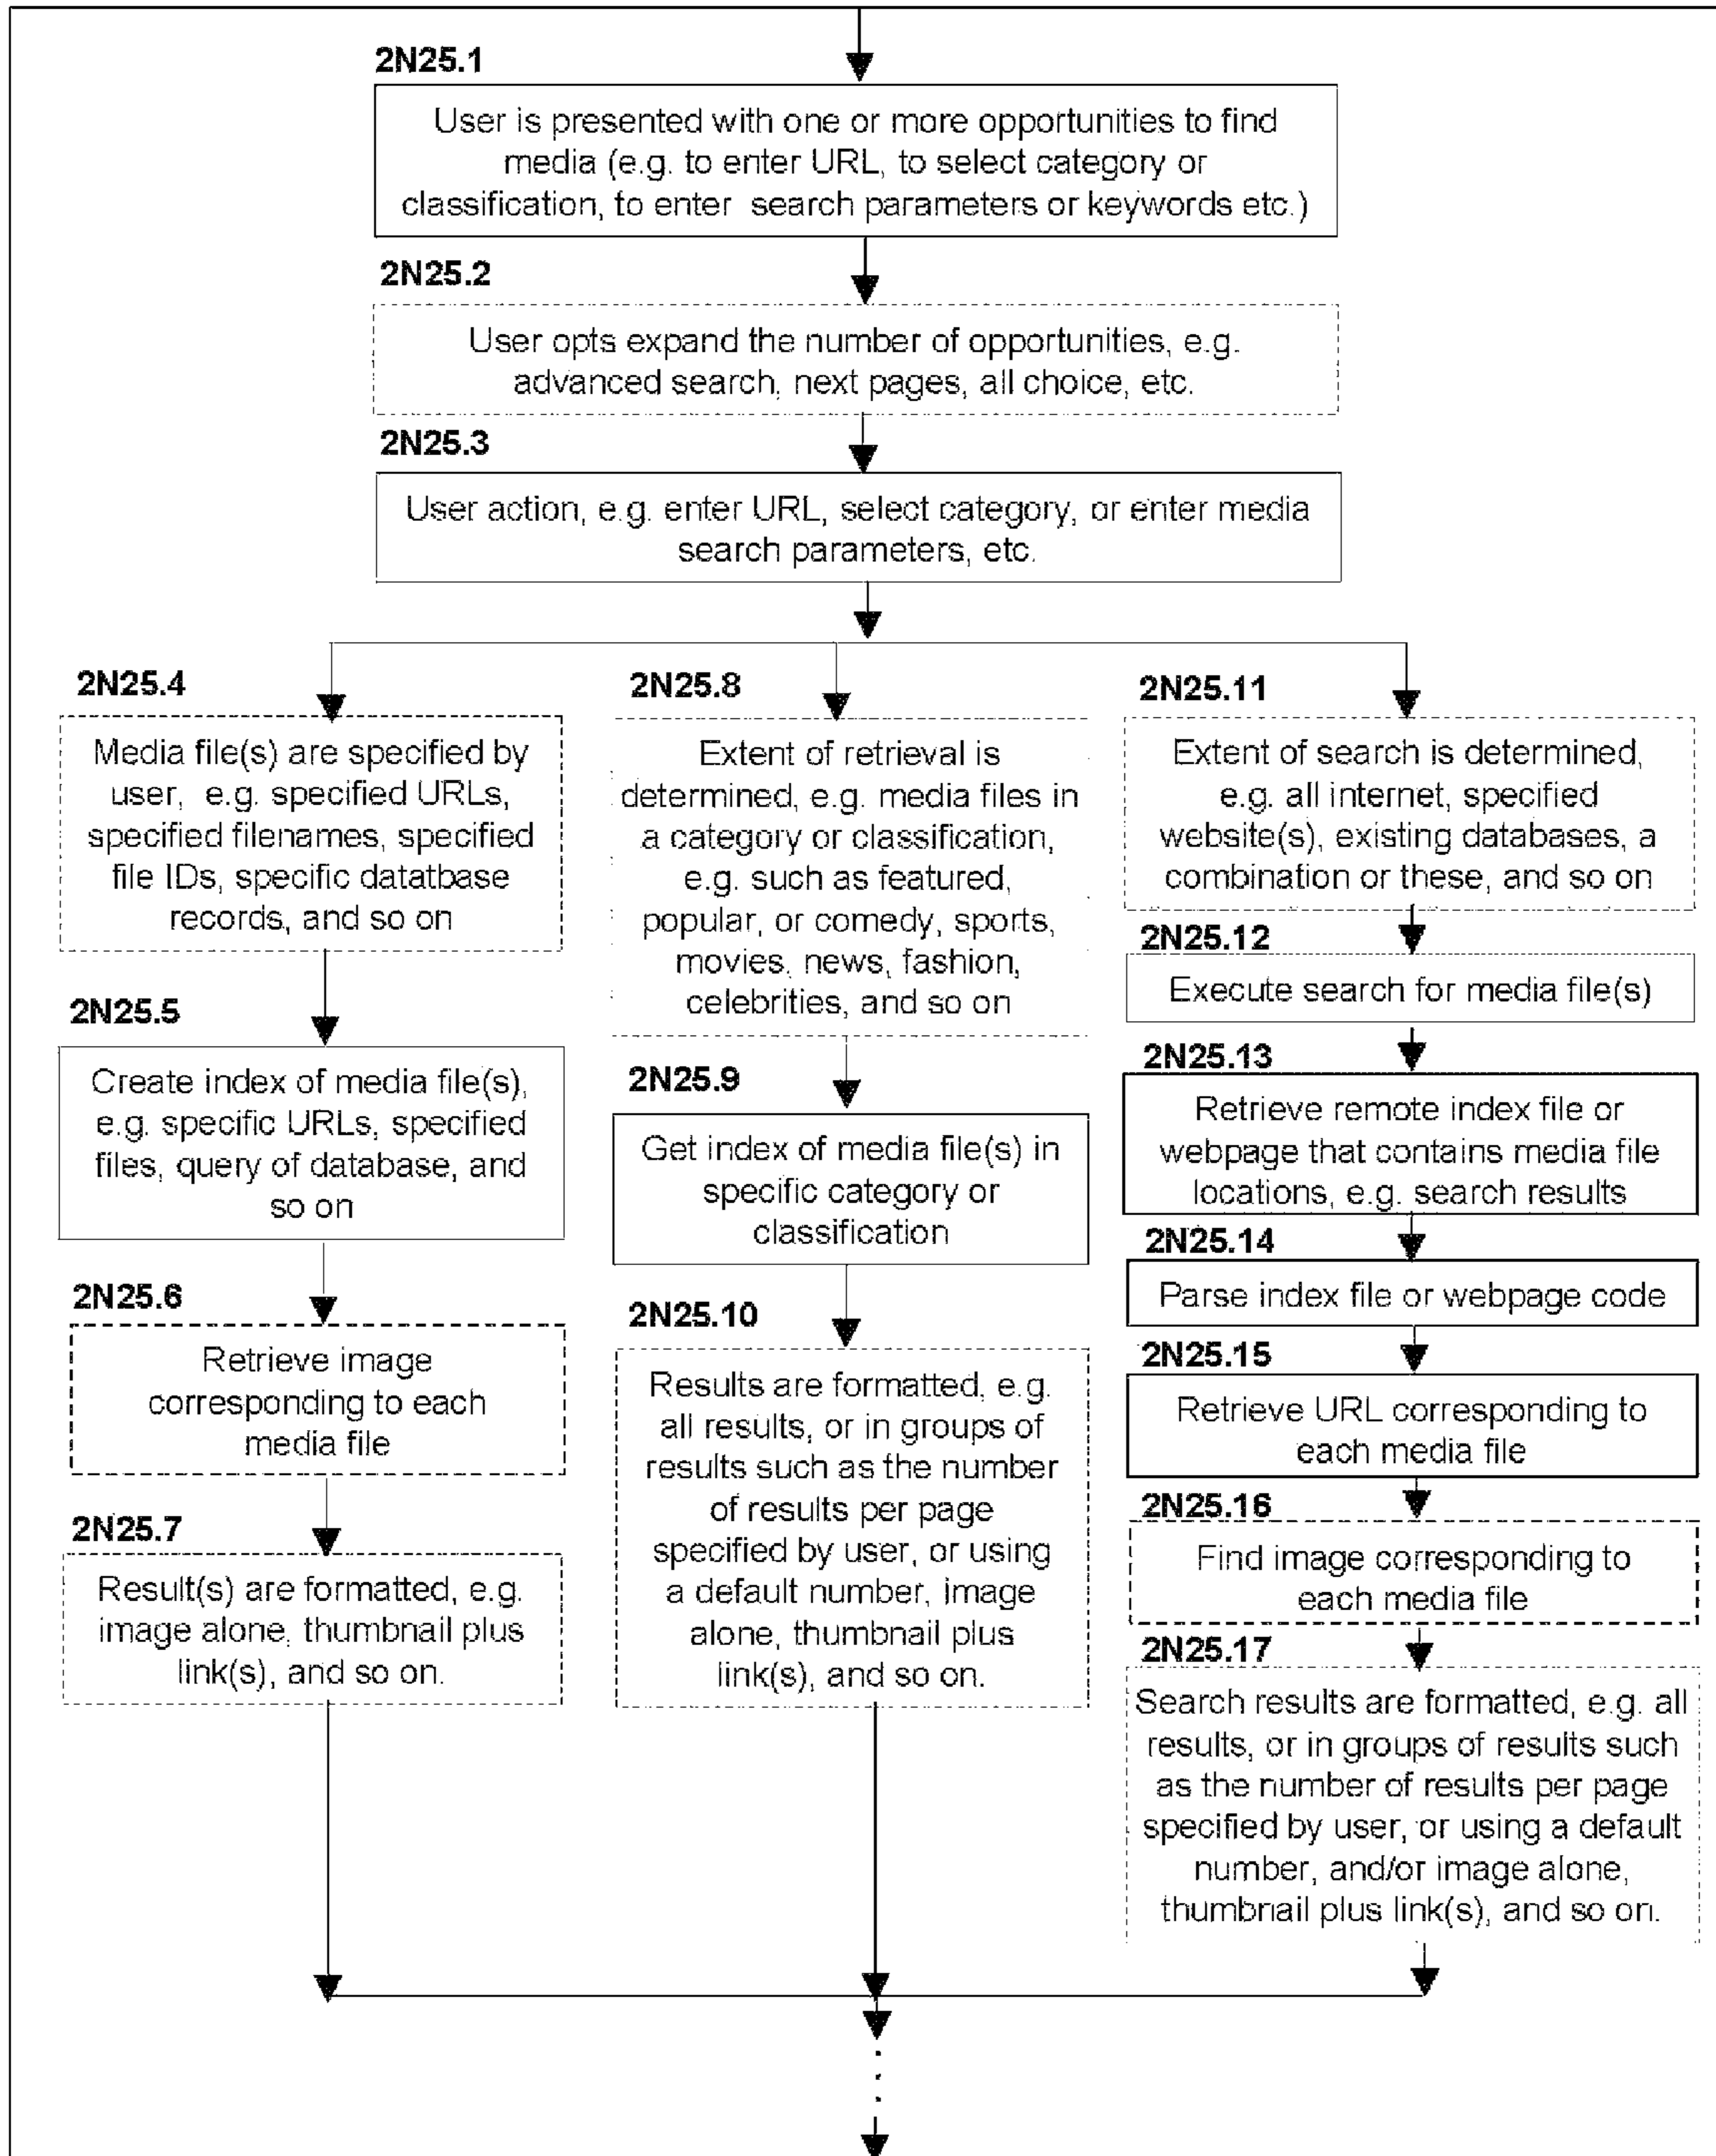 2N25.1
User is presented with one or more opportunities to find
media (e.g. to enter URL, to select category or
classification, to enter search parameters or keywords etc.)
2N25.2
User opts expand the number of opportunities, e.g.
advanced search, next pages, all choice, etc.
2N25.3
User action, e.g. enter URL, select category, or enter media
search parameters, etc.
2N25.4
Media file(s) are specified by
user, e.g. specified URLs,
specified filenames, specified
file IDs, specific datatbase
records, and so on
2N25.5
Create index of media file(s),
e.g. specific URLs, specified
files, query of database, and
so on
2N25.6
Retrieve image
corresponding to each
media file
2N25.7
Result(s) are formatted, e.g.
image alone, thumbnail plus
link(s), and so on.
2N25.8
Extent of retrieval is
determined, e.g. media files in
a category or classification,
e.g. such as featured,
popular, or comedy, sports,
movies, news, fashion,
celebrities, and so on
2N25.9
Get index of media file(s) in
specific category or
classification
2N25.10
Results are formatted, e.g.
all results, or in groups of
results such as the number
of results per page
specified by user, or using
a default number, image
alone, thumbnail plus
link(s), and so on.
2N25.11
Extent of search is determined,
e.g. all internet, specified
website(s), existing databases, a
combination or these, and so on
2N25.12
Execute search for media file(s)
2N25.13
Retrieve remote index file or
webpage that contains media file
locations, e.g. search results
2N25.14
Parse index file or webpage code
2N25.15
Retrieve URL corresponding to
each media file
2N25.16
Find image corresponding to
each media file
2N25.17
Search results are formatted, e.g. all
results, or in groups of results such
as the number of results per page
specified by user, or using a default
number, and/or image alone,
thumbnail plus link(s), and so on.